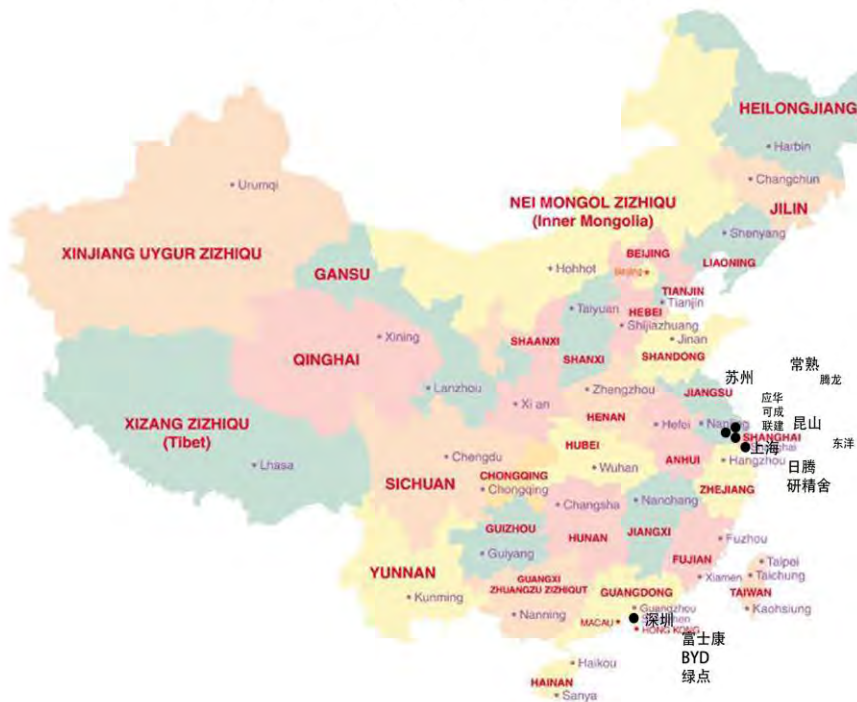 HEILONGJIANG
Harbin
Changchun
JILIN
Urumqi
NEI MONGOL ZIZHIQU
(Inner Mongolia)
Shenyang
LIAONING
XINJIANG UYGUR ZIZHIQU
GANSU
Hohhot
BEIJING
Beijing
TIANJIN
Tianjin
Taiyuan
HEBEI
Shijiazhuang
Xining
SHAANXI
SHANXI
Jinan
SHANDONG
QINGHAI
Lanzhou
苏州
常熟
腾龙
Zhengzhou
JIANGSU
应华
可成
联建
昆山
Xi an
HENAN
Hefei
SHANGHAI
东洋
XIZANG ZIZHIQU
(Tibet)
HUBEI
上海
Lhasa
Chengdu
SICHUAN
CHONGQING
Chongqing
Wuhan
ANHUI
Hangzhou
日腾
研精舍
ZHEJIANG
Changsha
Nanchang
GUIZHOU
HUNAN
JIANGXI
Guiyang
Fuzhou
FUJIAN
Taipei
YUNNAN
GUANGXI
ZHUANGZU ZIZHIQUT
GUANGDONG
Xiamen
Taichung
TAIWAN
Kunming
Nanning
Guangzhou
Kaohsiung
MACAU
深圳
HONG KONG
富士康
BYD
绿点
Haikou
HAINAN
Sanya